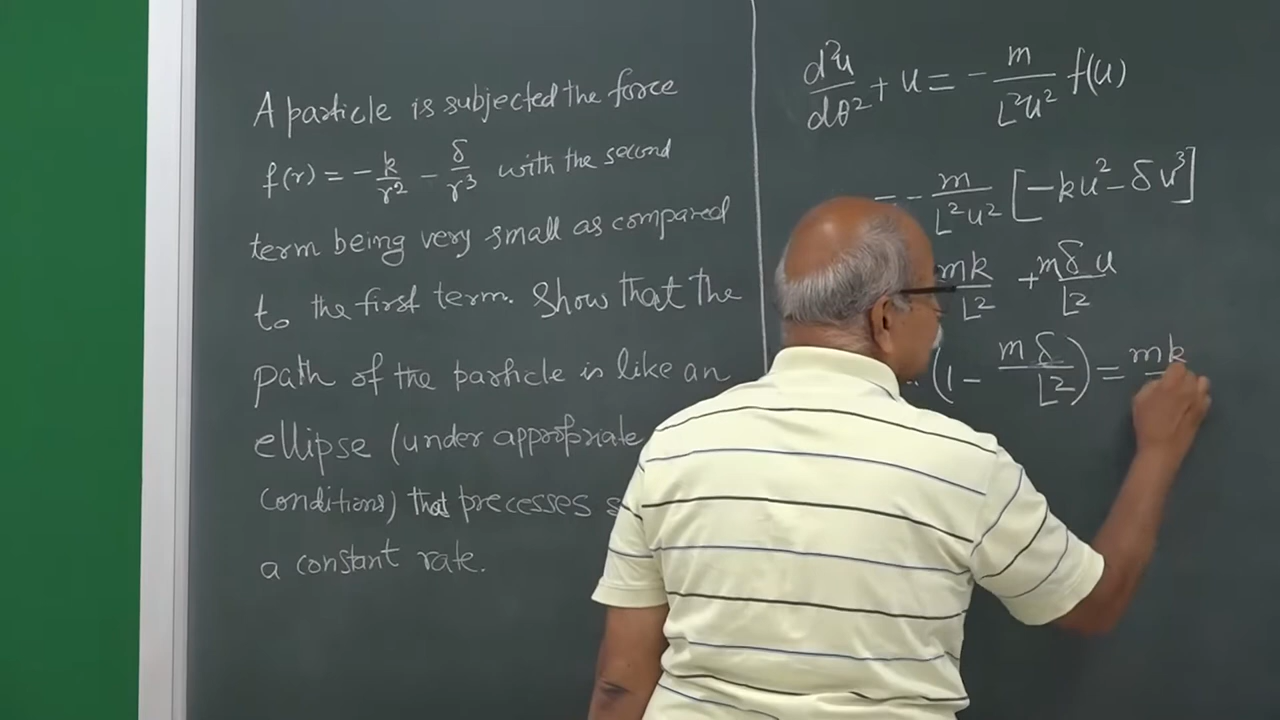 A particle is subjected the force
f(r) = -k/r² - δ/r³ with the second
term being very small as compared
to the first term. Show that the
path of the particle is like an
ellipse (under appropriate
conditions) that precesses
a constant rate.
d²u/dθ² + u = - m/L²u² f(u)
= - m/L²u² [-ku² - δu³]
mk/L² + mδu/L²
(1 - mδ/L²) = mk